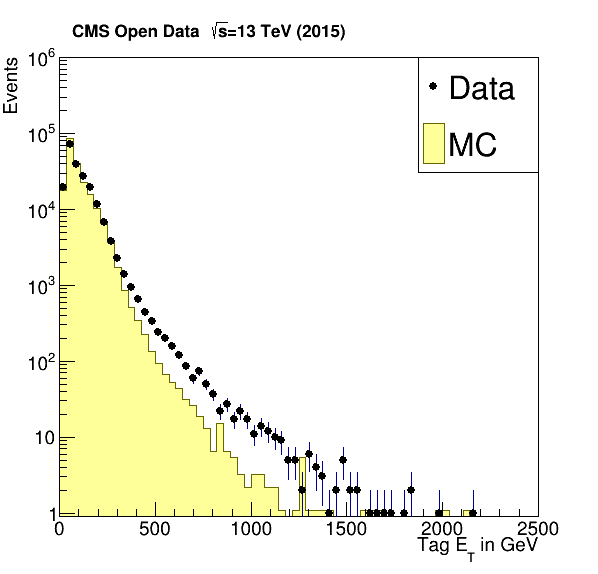 CMS Open Data √s=13 TeV (2015)
Events
10⁶
10⁵
10⁴
10³
10²
10
1
Data
MC
0 500 1000 1500 2000 2500
Tag E_T in GeV